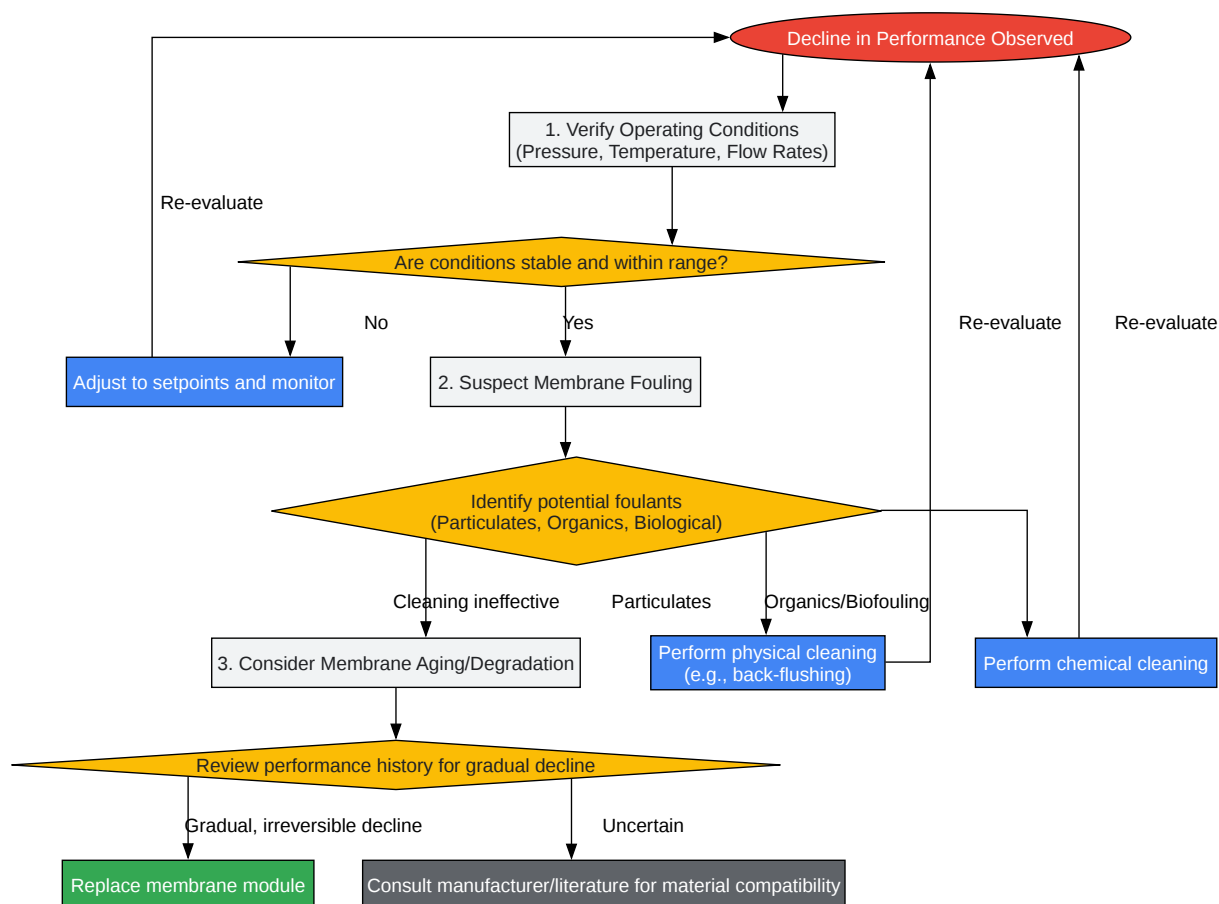 Decline in Performance Observed
1. Verify Operating Conditions
(Pressure, Temperature, Flow Rates)
Re-evaluate
Are conditions stable and within range?
No
Yes
Re-evaluate
Re-evaluate
Adjust to setpoints and monitor
2. Suspect Membrane Fouling
Identify potential foulants
(Particulates, Organics, Biological)
Cleaning ineffective
Particulates
Organics/Biofouling
3. Consider Membrane Aging/Degradation
Perform physical cleaning
(e.g., back-flushing)
Perform chemical cleaning
Review performance history for gradual decline
Gradual, irreversible decline
Uncertain
Replace membrane module
Consult manufacturer/literature for material compatibility